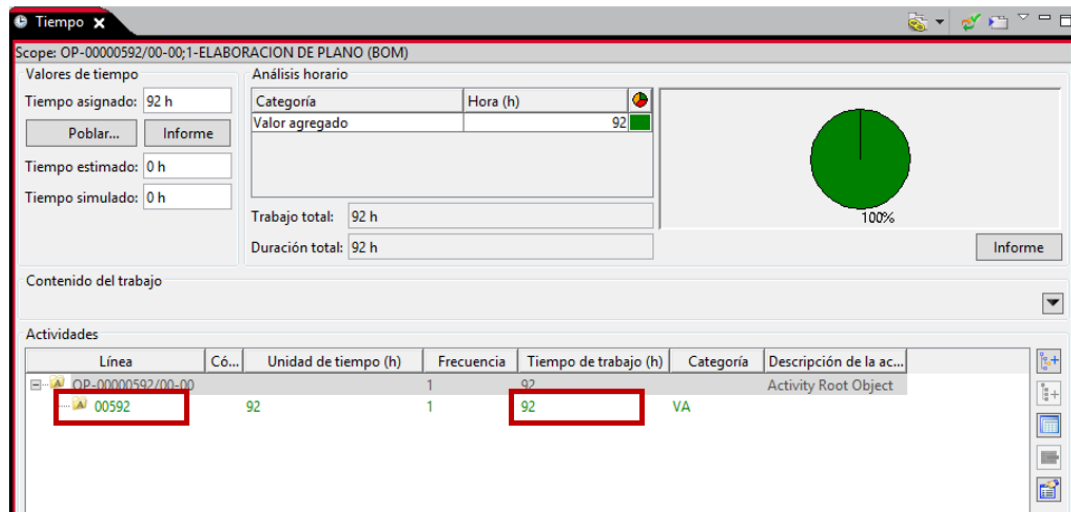 Tiempo
Scope: OP-00000592/00-00;1-ELABORACION DE PLANO (BOM)
Valores de tiempo
Tiempo asignado: 92 h
Poblar... Informe
Tiempo estimado: 0 h
Tiempo simulado: 0 h
Análisis horario
Categoría Hora (h)
Valor agregado 92
Trabajo total: 92 h
Duración total: 92 h
100%
Informe
Contenido del trabajo
Actividades
Línea Có... Unidad de tiempo (h) Frecuencia Tiempo de trabajo (h) Categoría Descripción de la ac...
OP-00000592/00-00 1 92 Activity Root Object
00592 92 1 92 VA